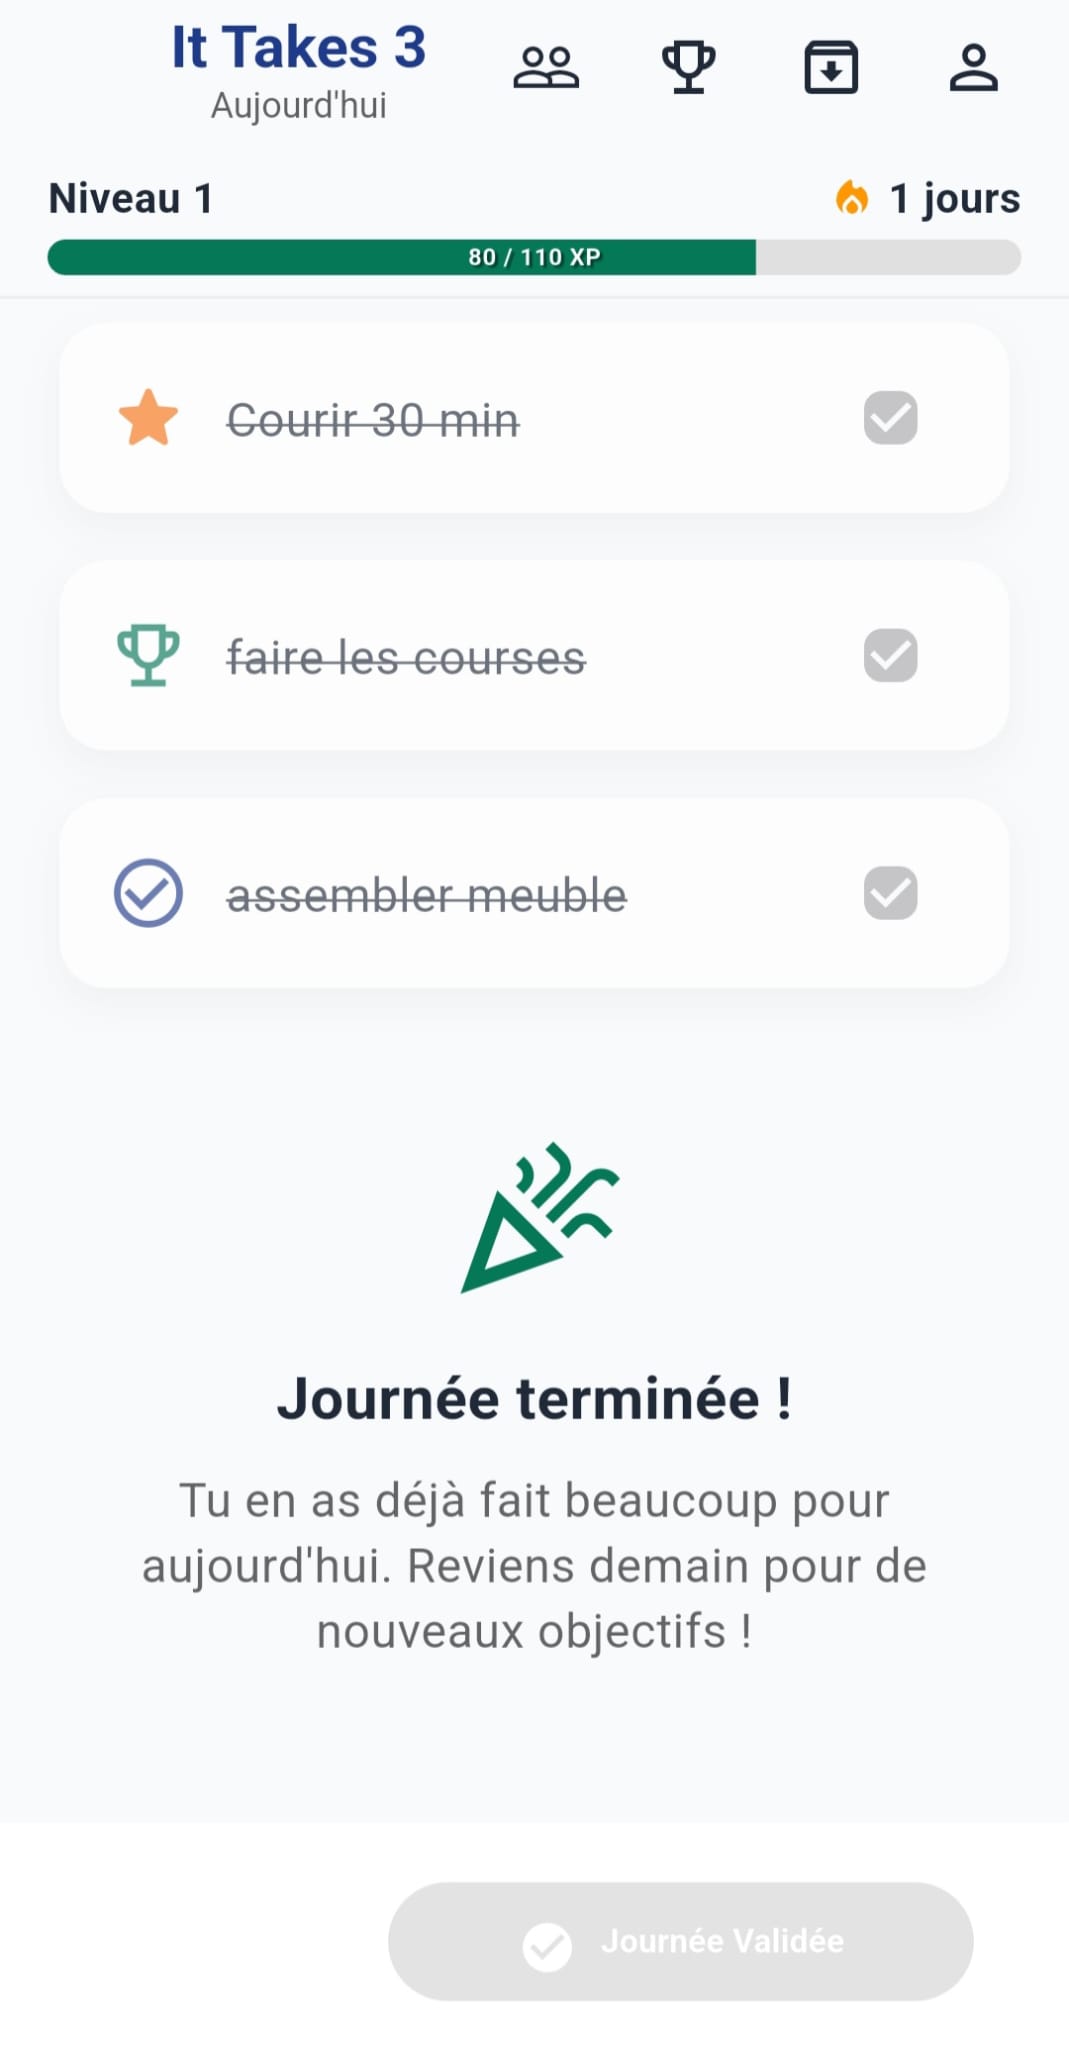 It Takes 3
Aujourd'hui
Niveau 1
1 jours
80 / 110 XP
Courir 30 min
faire les courses
assembler meuble
Journée terminée !
Tu en as déjà fait beaucoup pour
aujourd'hui. Reviens demain pour de
nouveaux objectifs !
Journée Validée